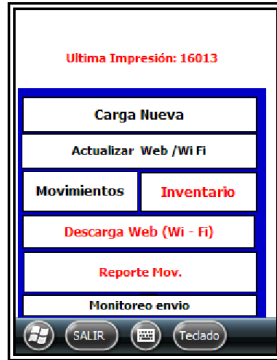 Ultima Impresión: 16013
Carga Nueva
Actualizar Web /Wi Fi
Movimientos Inventario
Descarga Web (Wi - Fi)
Reporte Mov.
Monitoreo envio
SALIR Teclado